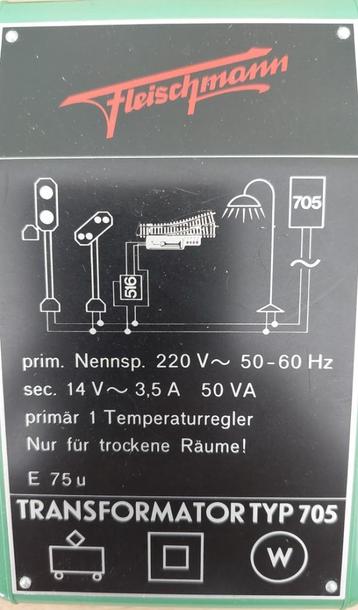 Fleischmann
705
516
prim. Nennsp. 220 V~ 50-60 Hz
sec. 14 V~ 3,5 A 50 VA
primär 1 Temperaturregler
Nur für trockene Räume!
E 75 u
TRANSFORMATOR TYP 705
W